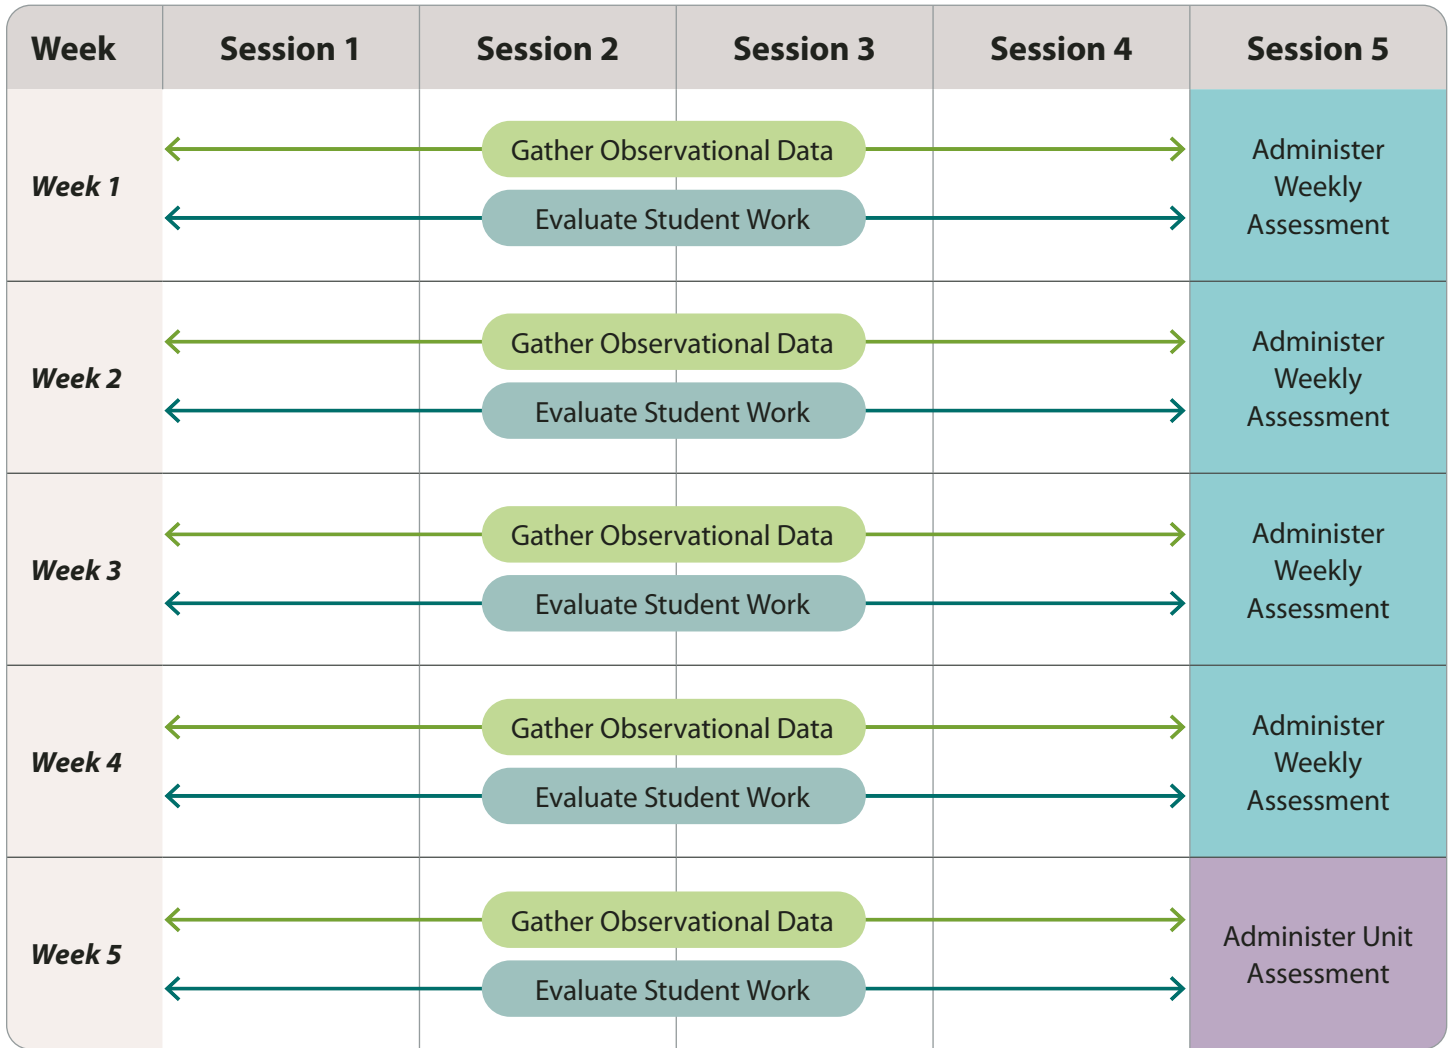 Week Session 1 Session 2 Session 3 Session 4 Session 5
Week 1
Gather Observational Data
Evaluate Student Work
Administer
Weekly
Assessment
Week 2
Gather Observational Data
Evaluate Student Work
Administer
Weekly
Assessment
Week 3
Gather Observational Data
Evaluate Student Work
Administer
Weekly
Assessment
Week 4
Gather Observational Data
Evaluate Student Work
Administer
Weekly
Assessment
Week 5
Gather Observational Data
Evaluate Student Work
Administer Unit
Assessment